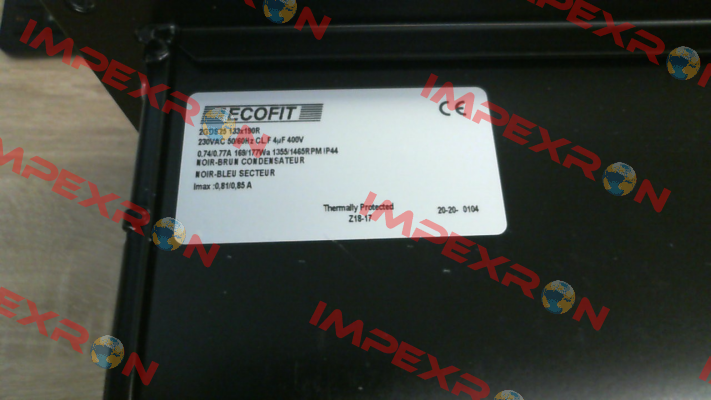 ECOFIT
CE
2GDS25 133x190R
230VAC 50/60Hz CL.F 4µF 400V
0.74/0.77A 169/177Wa 1355/1465RPM IP44
NOIR-BRUN CONDENSATEUR
NOIR-BLEU SECTEUR
Imax :0,81/0,85 A
Thermally Protected
Z18-17
20-20- 0104
IMPEXRON
IMPEXRON
IMPEXRON
IMPEXRON
IMPEXRON
IMPEXRON